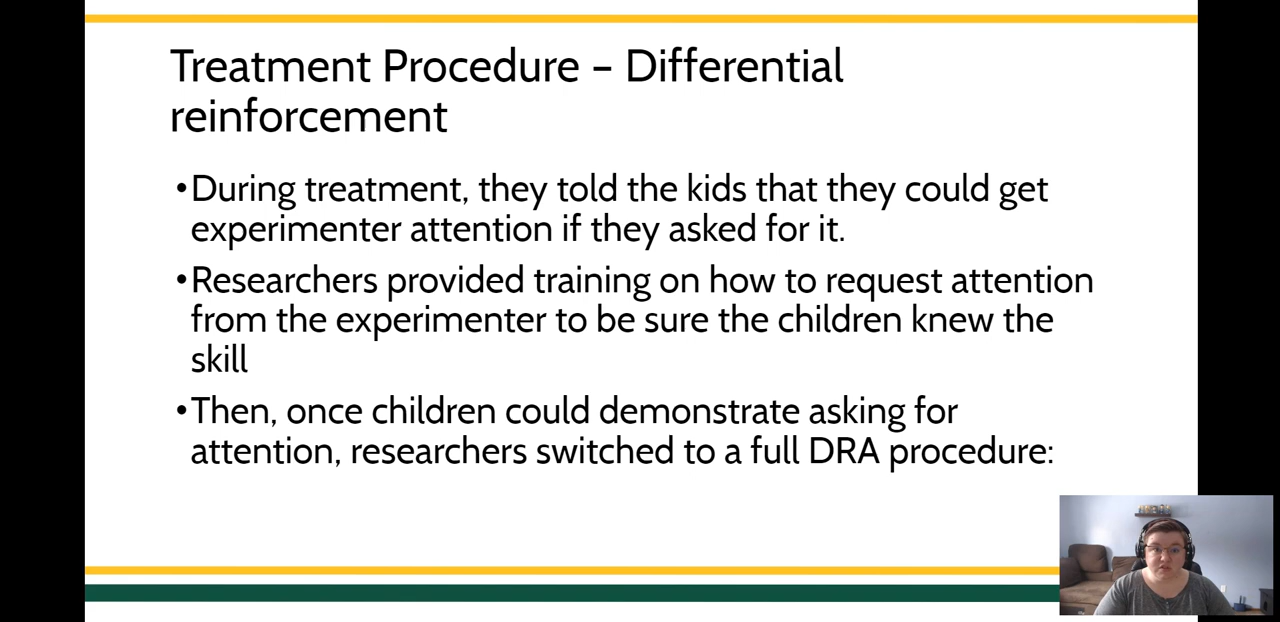 Treatment Procedure – Differential
reinforcement
•During treatment, they told the kids that they could get
experimenter attention if they asked for it.
•Researchers provided training on how to request attention
from the experimenter to be sure the children knew the
skill
•Then, once children could demonstrate asking for
attention, researchers switched to a full DRA procedure: